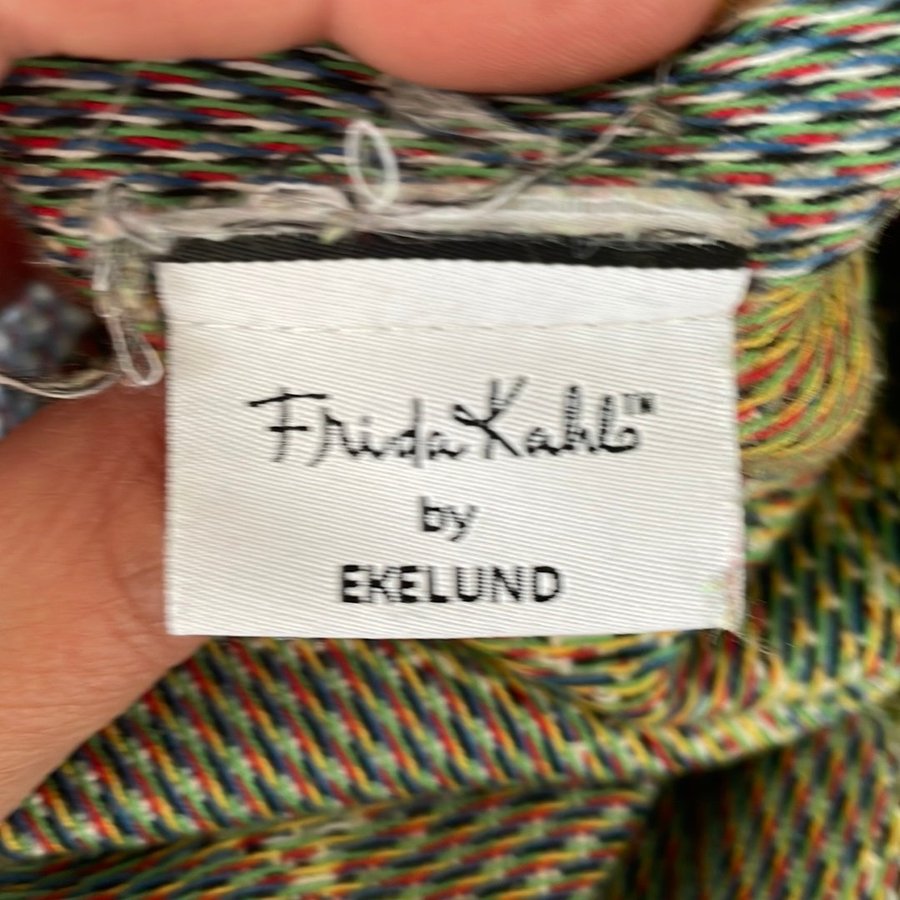 Frida Kahlo™
by
EKELUND